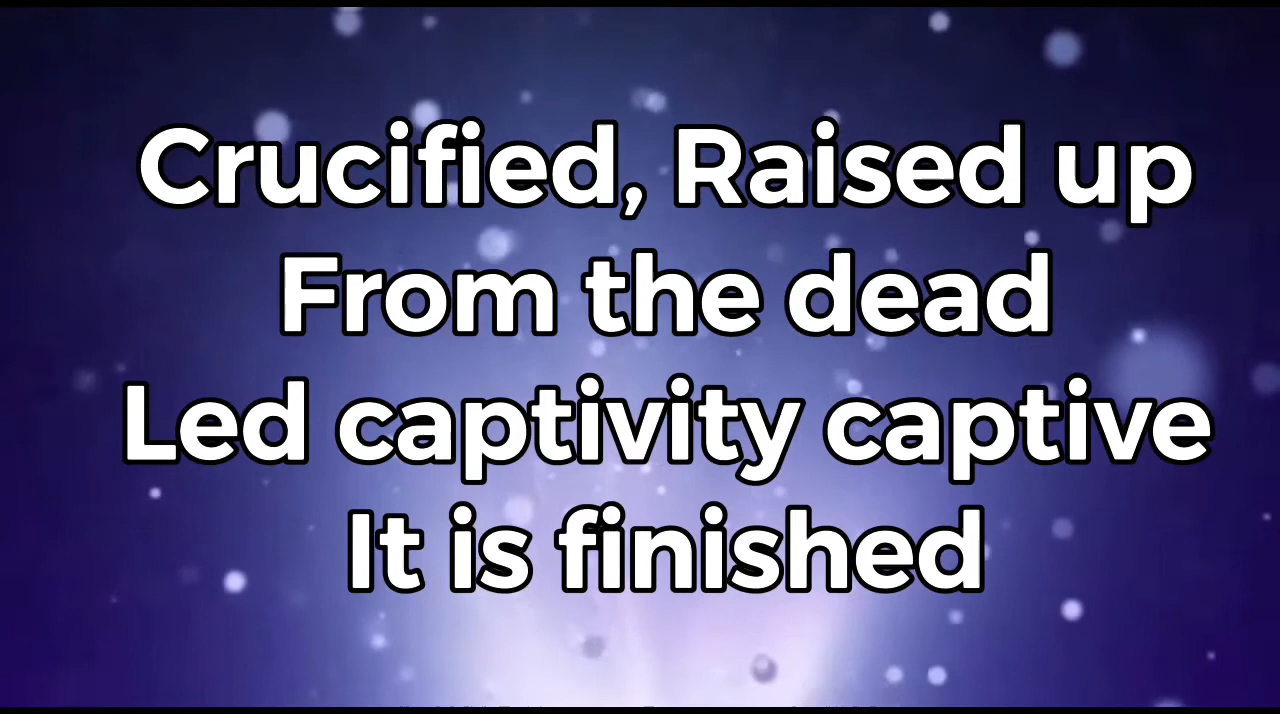 Crucified, Raised up
From the dead
Led captivity captive
It is finished